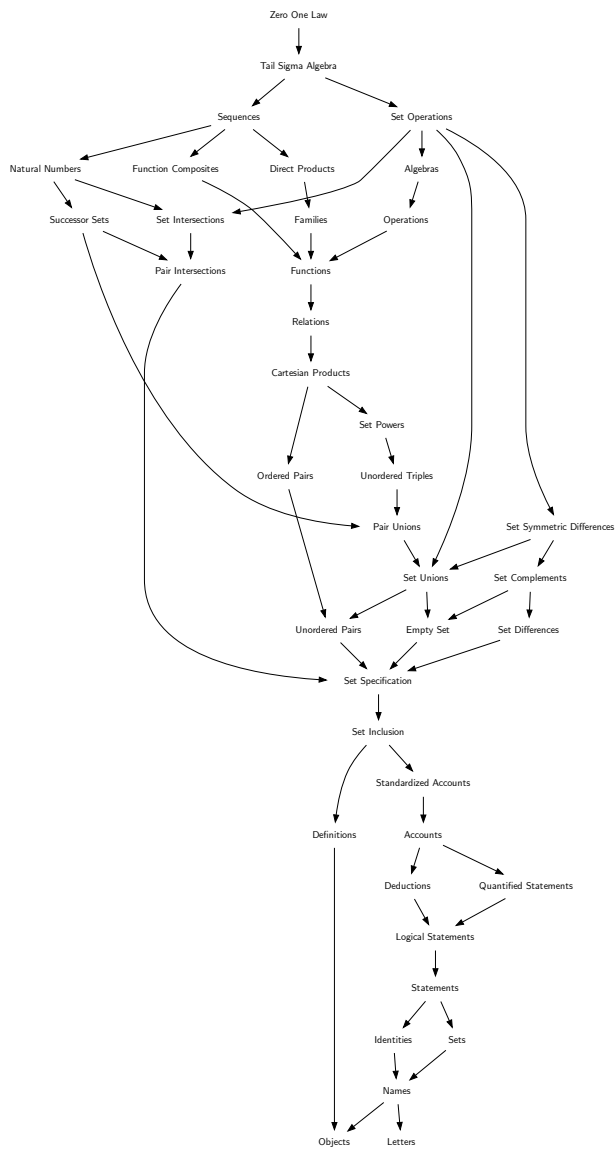 Zero One Law
Tail Sigma Algebra
Sequences
Set Operations
Natural Numbers
Function Composites
Direct Products
Algebras
Successor Sets
Set Intersections
Families
Operations
Pair Intersections
Functions
Relations
Cartesian Products
Set Powers
Ordered Pairs
Unordered Triples
Pair Unions
Set Symmetric Differences
Set Unions
Set Complements
Unordered Pairs
Empty Set
Set Differences
Set Specification
Set Inclusion
Standardized Accounts
Definitions
Accounts
Deductions
Quantified Statements
Logical Statements
Statements
Identities
Sets
Names
Objects
Letters